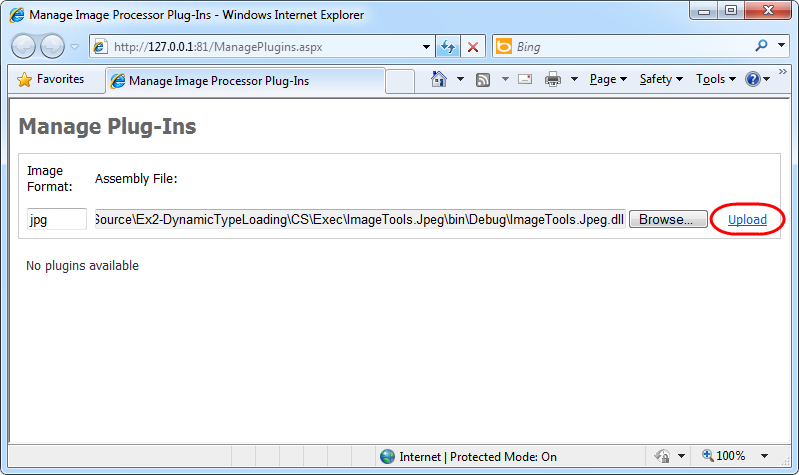 Manage Image Processor Plug-Ins - Windows Internet Explorer
http://127.0.0.1:81/ManagePlugins.aspx
Bing
Favorites
Manage Image Processor Plug-Ins
Page
Safety
Tools
Manage Plug-Ins
Image Format:
Assembly File:
jpg
Source\Ex2-DynamicTypeLoading\CS\Exec\ImageTools.Jpeg\bin\Debug\ImageTools.Jpeg.dll
Browse...
Upload
No plugins available
Internet | Protected Mode: On
100%